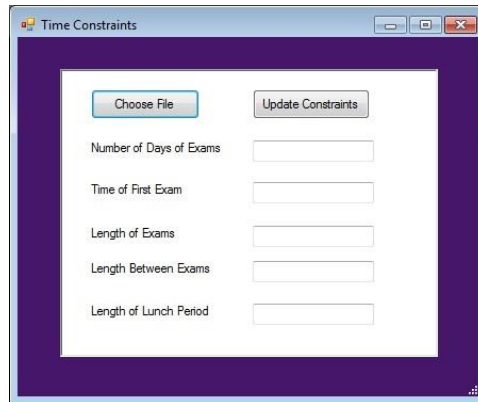 Time Constraints
Choose File Update Constraints
Number of Days of Exams
Time of First Exam
Length of Exams
Length Between Exams
Length of Lunch Period